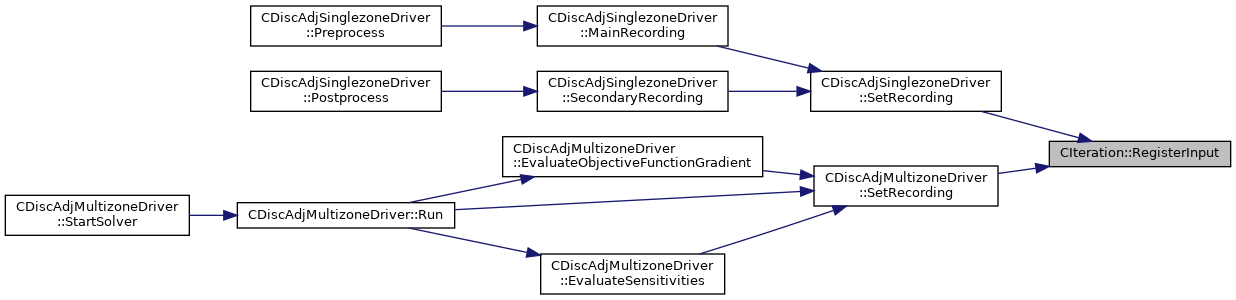 CDiscAdjSinglezoneDriver
::Preprocess
CDiscAdjSinglezoneDriver
::MainRecording
CDiscAdjSinglezoneDriver
::Postprocess
CDiscAdjSinglezoneDriver
::SecondaryRecording
CDiscAdjSinglezoneDriver
::SetRecording
CIteration::RegisterInput
CDiscAdjMultizoneDriver
::EvaluateObjectiveFunctionGradient
CDiscAdjMultizoneDriver
::SetRecording
CDiscAdjMultizoneDriver
::StartSolver
CDiscAdjMultizoneDriver::Run
CDiscAdjMultizoneDriver
::EvaluateSensitivities